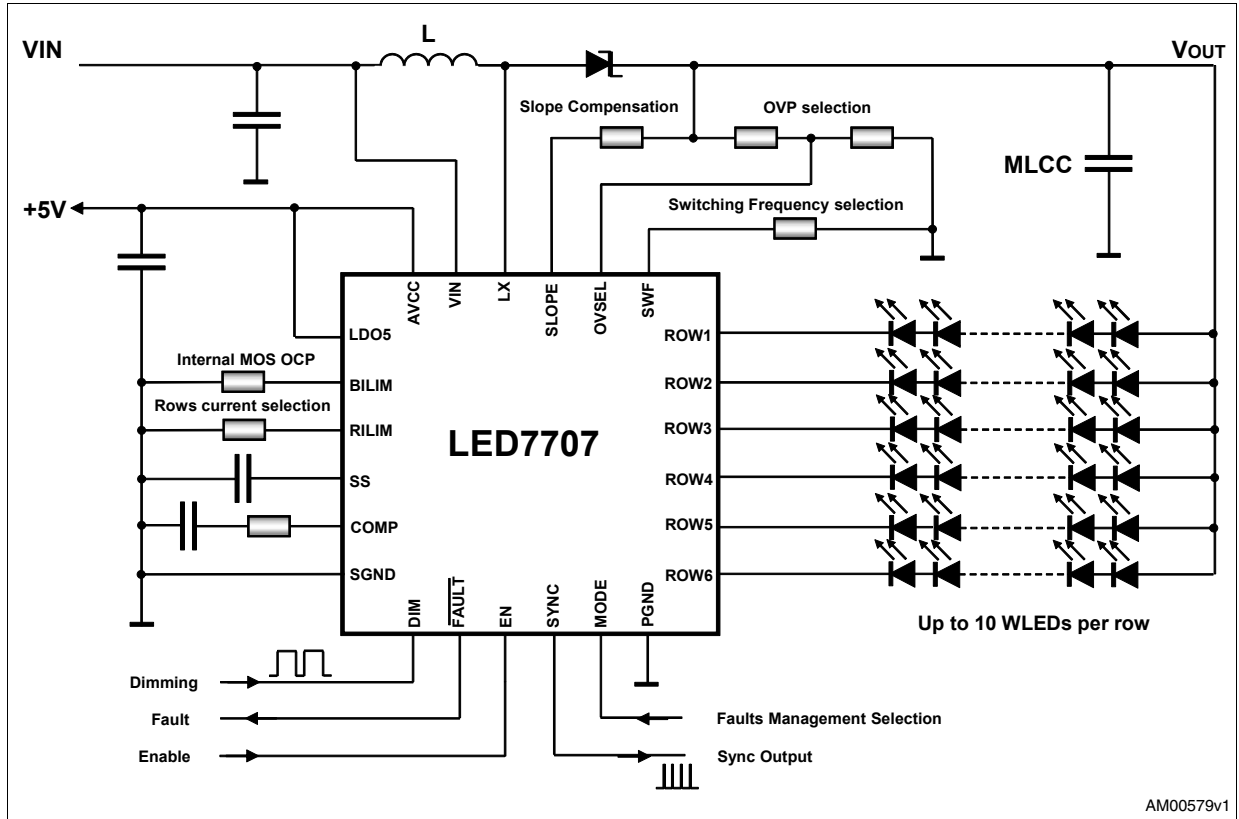 VIN
L
VOUT
Slope Compensation
OVP selection
MLCC
+5V
Switching Frequency selection
AVCC
VIN
LX
SLOPE
OVSEL
SWF
LDO5
ROW1
Internal MOS OCP
BILIM
ROW2
Rows current selection
RILIM
ROW3
LED7707
SS
ROW4
COMP
ROW5
SGND
ROW6
DIM
FAULT
EN
SYNC
MODE
PGND
Up to 10 WLEDs per row
Dimming
Fault
Faults Management Selection
Enable
Sync Output
AM00579v1